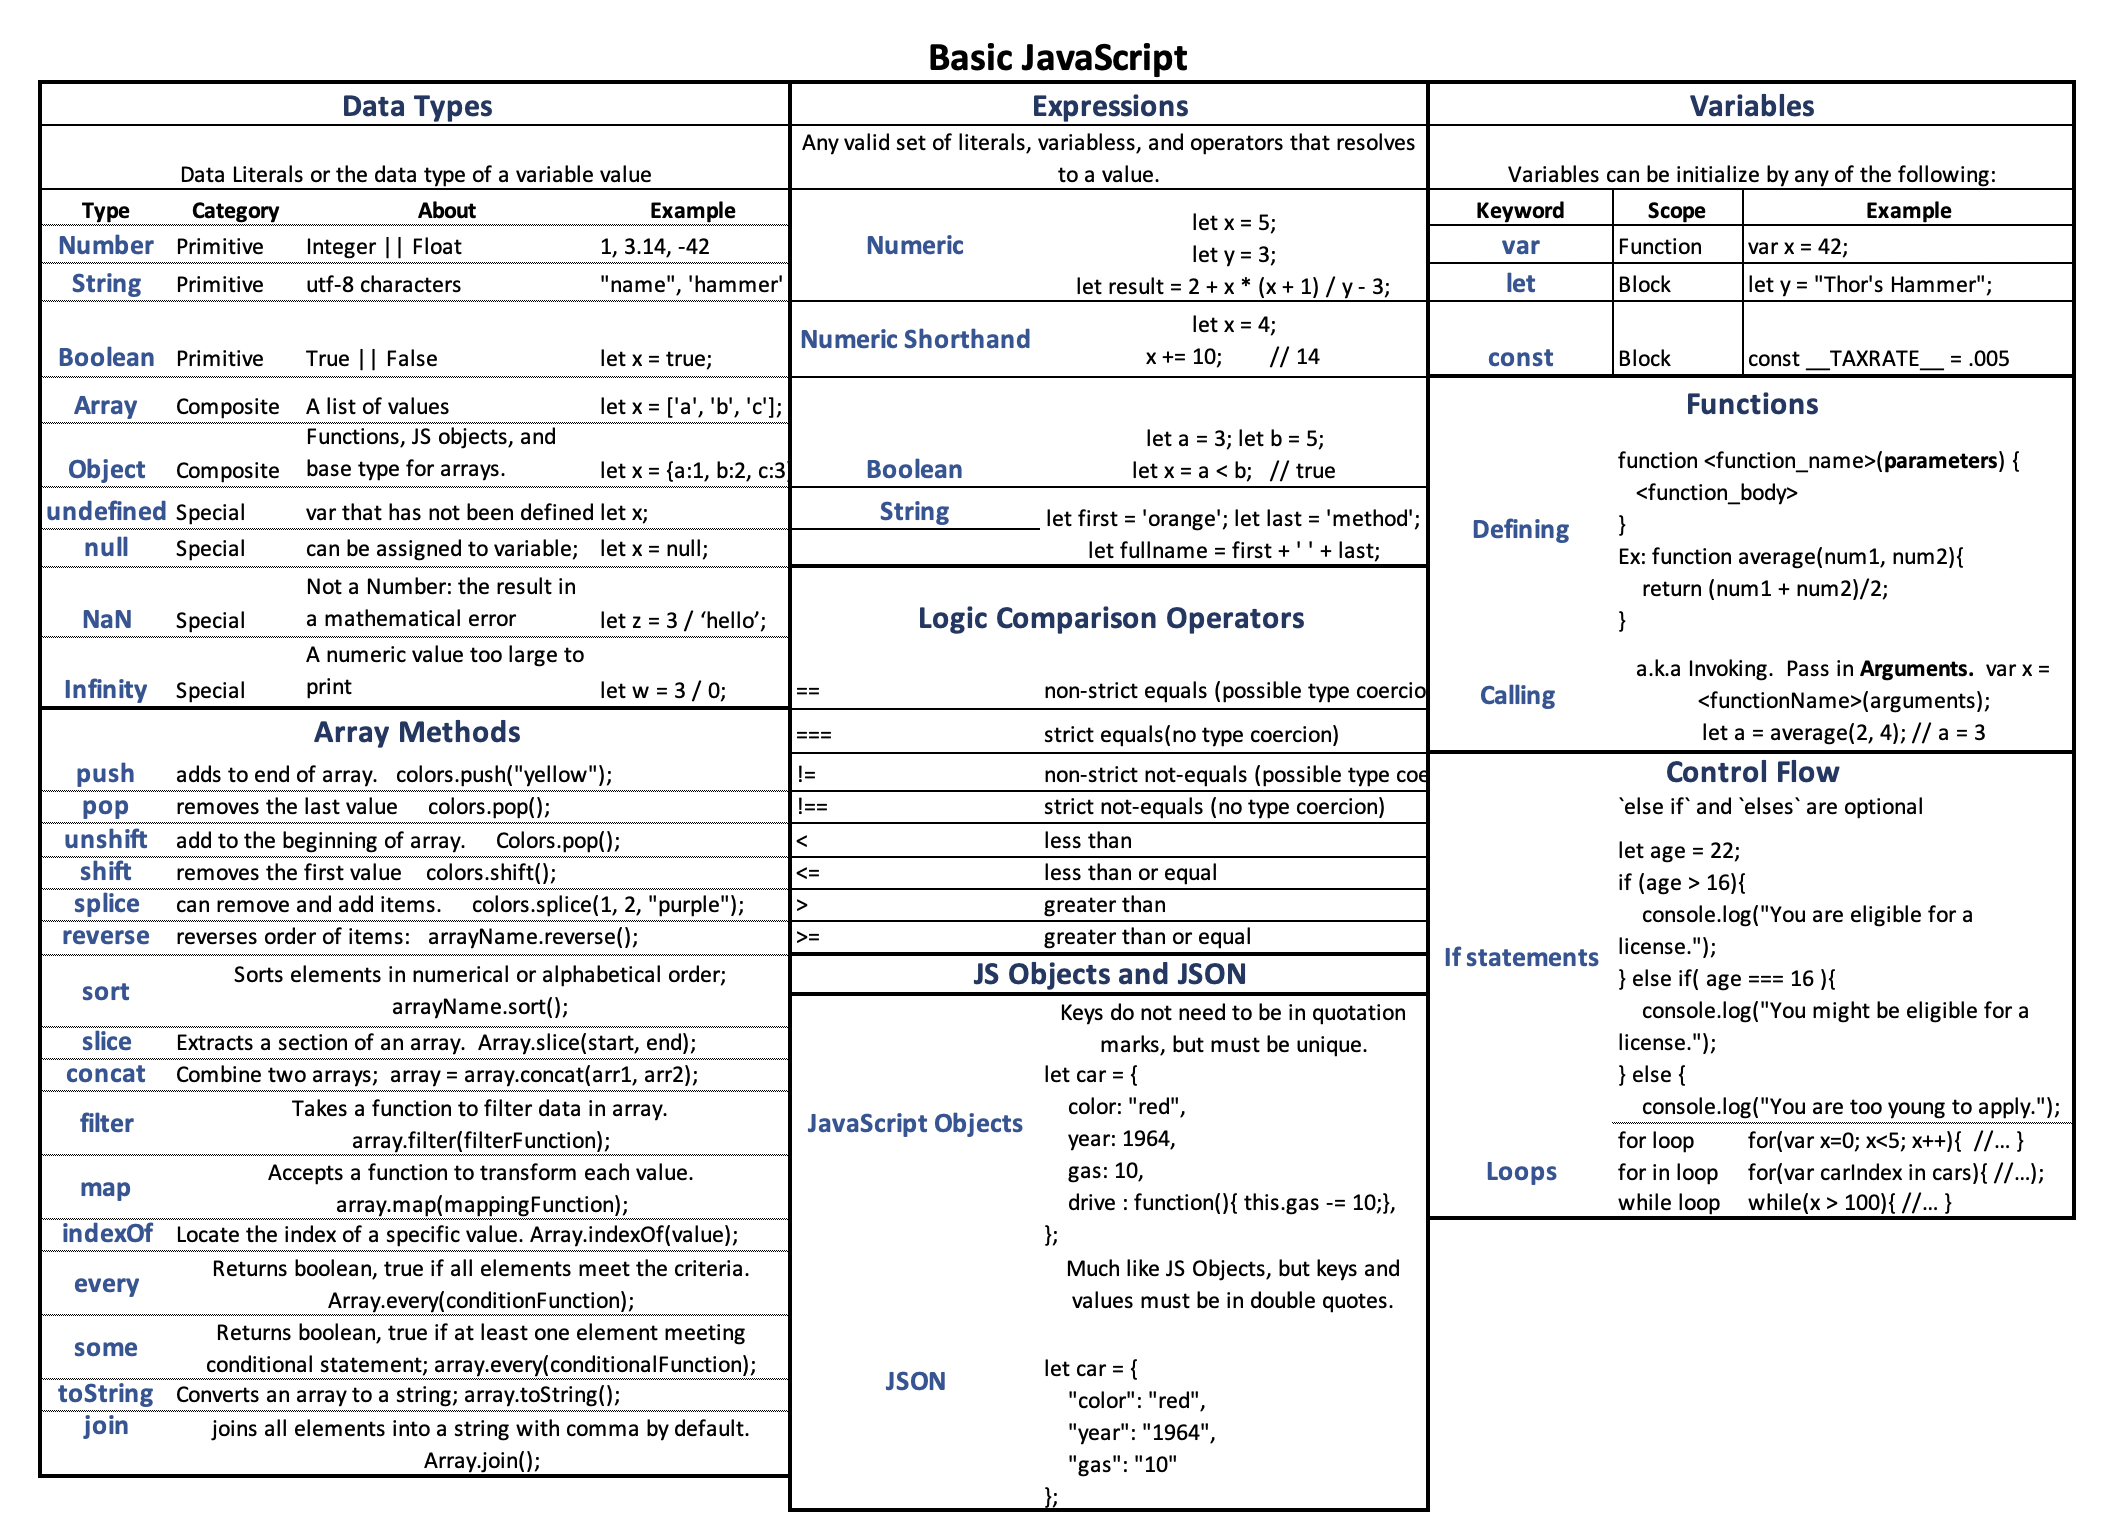 Basic JavaScript
Data Types
Data Literals or the data type of a variable value
Type Category About Example
Number Primitive Integer || Float 1, 3.14, -42
String Primitive utf-8 characters "name", 'hammer'
Boolean Primitive True || False let x = true;
Array Composite A list of values let x = ['a', 'b', 'c'];
Functions, JS objects, and
Object Composite base type for arrays. let x = {a:1, b:2, c:3
undefined Special var that has not been defined let x;
null Special can be assigned to variable; let x = null;
Not a Number: the result in
NaN Special a mathematical error let z = 3 / ‘hello’;
A numeric value too large to
Infinity Special print let w = 3 / 0;
Array Methods
push adds to end of array. colors.push("yellow");
pop removes the last value colors.pop();
unshift add to the beginning of array. Colors.pop();
shift removes the first value colors.shift();
splice can remove and add items. colors.splice(1, 2, "purple");
reverse reverses order of items: arrayName.reverse();
sort Sorts elements in numerical or alphabetical order;
arrayName.sort();
slice Extracts a section of an array. Array.slice(start, end);
concat Combine two arrays; array = array.concat(arr1, arr2);
filter Takes a function to filter data in array.
array.filter(filterFunction);
map Accepts a function to transform each value.
array.map(mappingFunction);
indexOf Locate the index of a specific value. Array.indexOf(value);
every Returns boolean, true if all elements meet the criteria.
Array.every(conditionFunction);
some Returns boolean, true if at least one element meeting
conditional statement; array.every(conditionalFunction);
toString Converts an array to a string; array.toString();
join joins all elements into a string with comma by default.
Array.join();
Expressions
Any valid set of literals, variabless, and operators that resolves
to a value.
Numeric
let x = 5;
let y = 3;
let result = 2 + x * (x + 1) / y - 3;
Numeric Shorthand
let x = 4;
x += 10; // 14
Boolean
let a = 3; let b = 5;
let x = a < b; // true
String
let first = 'orange'; let last = 'method';
let fullname = first + ' ' + last;
Logic Comparison Operators
== non-strict equals (possible type coercio
=== strict equals(no type coercion)
!= non-strict not-equals (possible type coe
!== strict not-equals (no type coercion)
< less than
<= less than or equal
> greater than
>= greater than or equal
JS Objects and JSON
JavaScript Objects
Keys do not need to be in quotation
marks, but must be unique.
let car = {
color: "red",
year: 1964,
gas: 10,
drive : function(){ this.gas -= 10;},
};
JSON
Much like JS Objects, but keys and
values must be in double quotes.
let car = {
"color": "red",
"year": "1964",
"gas": "10"
};
Variables
Variables can be initialize by any of the following:
Keyword Scope Example
var Function var x = 42;
let Block let y = "Thor's Hammer";
const Block const __TAXRATE__ = .005
Functions
Defining
function <function_name>(parameters) {
<function_body>
}
Ex: function average(num1, num2){
return (num1 + num2)/2;
}
Calling
a.k.a Invoking. Pass in Arguments. var x =
<functionName>(arguments);
let a = average(2, 4); // a = 3
Control Flow
`else if` and `elses` are optional
If statements
let age = 22;
if (age > 16){
console.log("You are eligible for a
license.");
} else if( age === 16 ){
console.log("You might be eligible for a
license.");
} else {
console.log("You are too young to apply.");
Loops
for loop for(var x=0; x<5; x++){ //... }
for in loop for(var carIndex in cars){ //...);
while loop while(x > 100){ //... }